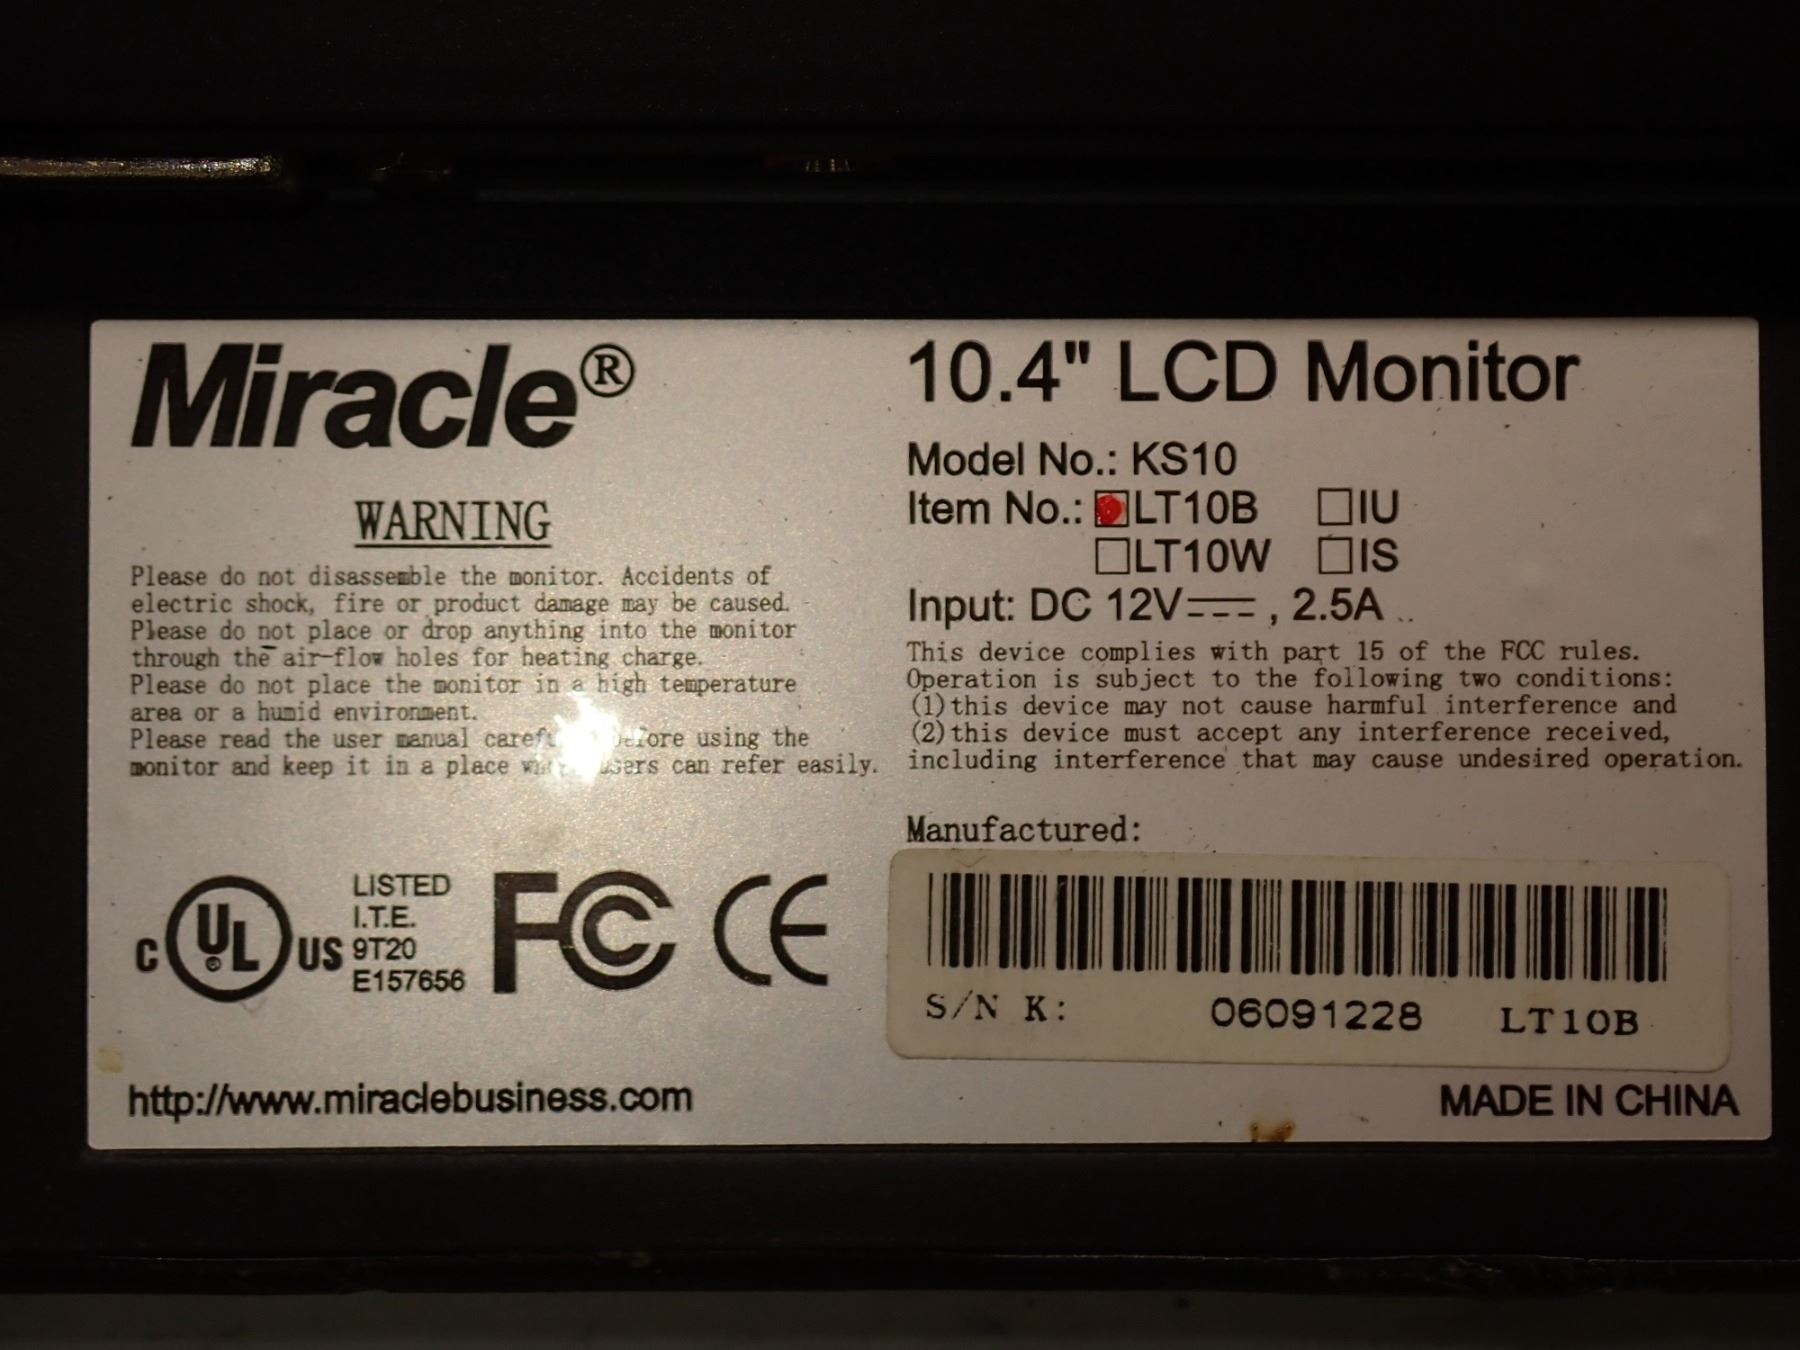 Miracle®
WARNING
Please do not disassemble the monitor. Accidents of
electric shock, fire or product damage may be caused.
Please do not place or drop anything into the monitor
through the air-flow holes for heating charge.
Please do not place the monitor in a high temperature
area or a humid environment.
Please read the user manual before using the
monitor and keep it in a place users can refer easily.
C UL® US
LISTED
I.T.E.
9T20
E157656
FC CE
http://www.miraclebusiness.com
10.4" LCD Monitor
Model No.: KS10
Item No.: LT10B IU
LT10W IS
Input: DC 12V⎓, 2.5A
This device complies with part 15 of the FCC rules.
Operation is subject to the following two conditions:
(1)this device may not cause harmful interference and
(2)this device must accept any interference received,
including interference that may cause undesired operation.
Manufactured:
S/N K: 06091228 LT10B
MADE IN CHINA